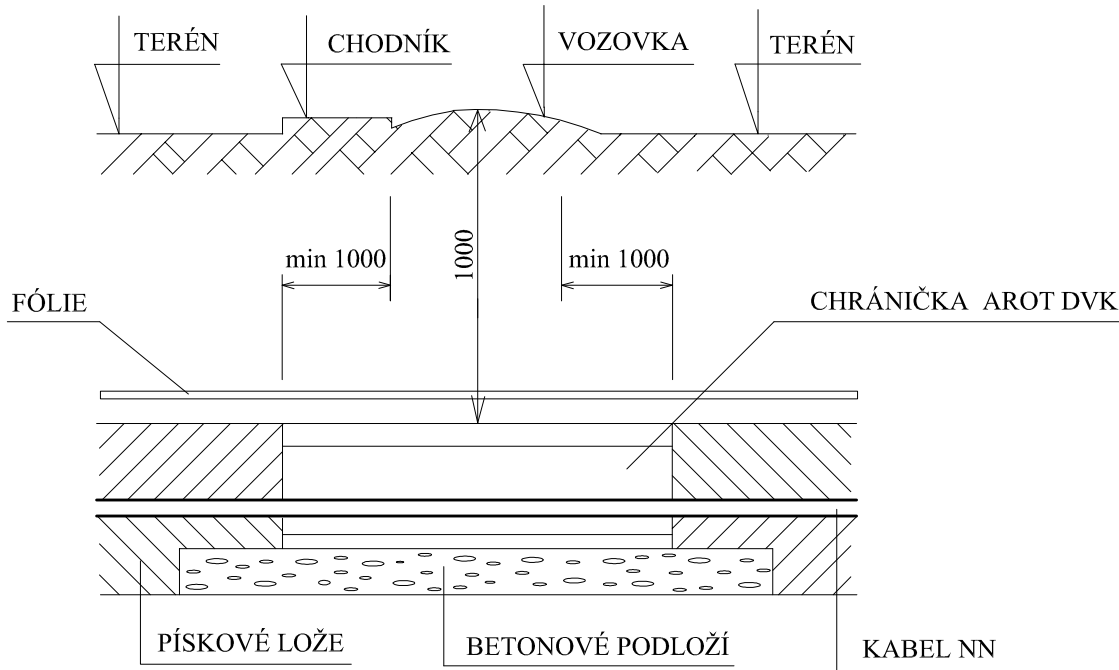 TERÉN
CHODNÍK
VOZOVKA
TERÉN
min 1000
1000
min 1000
FÓLIE
CHRÁNIČKA AROT DVK
PÍSKOVÉ LOŽE
BETONOVÉ PODLOŽÍ
KABEL NN